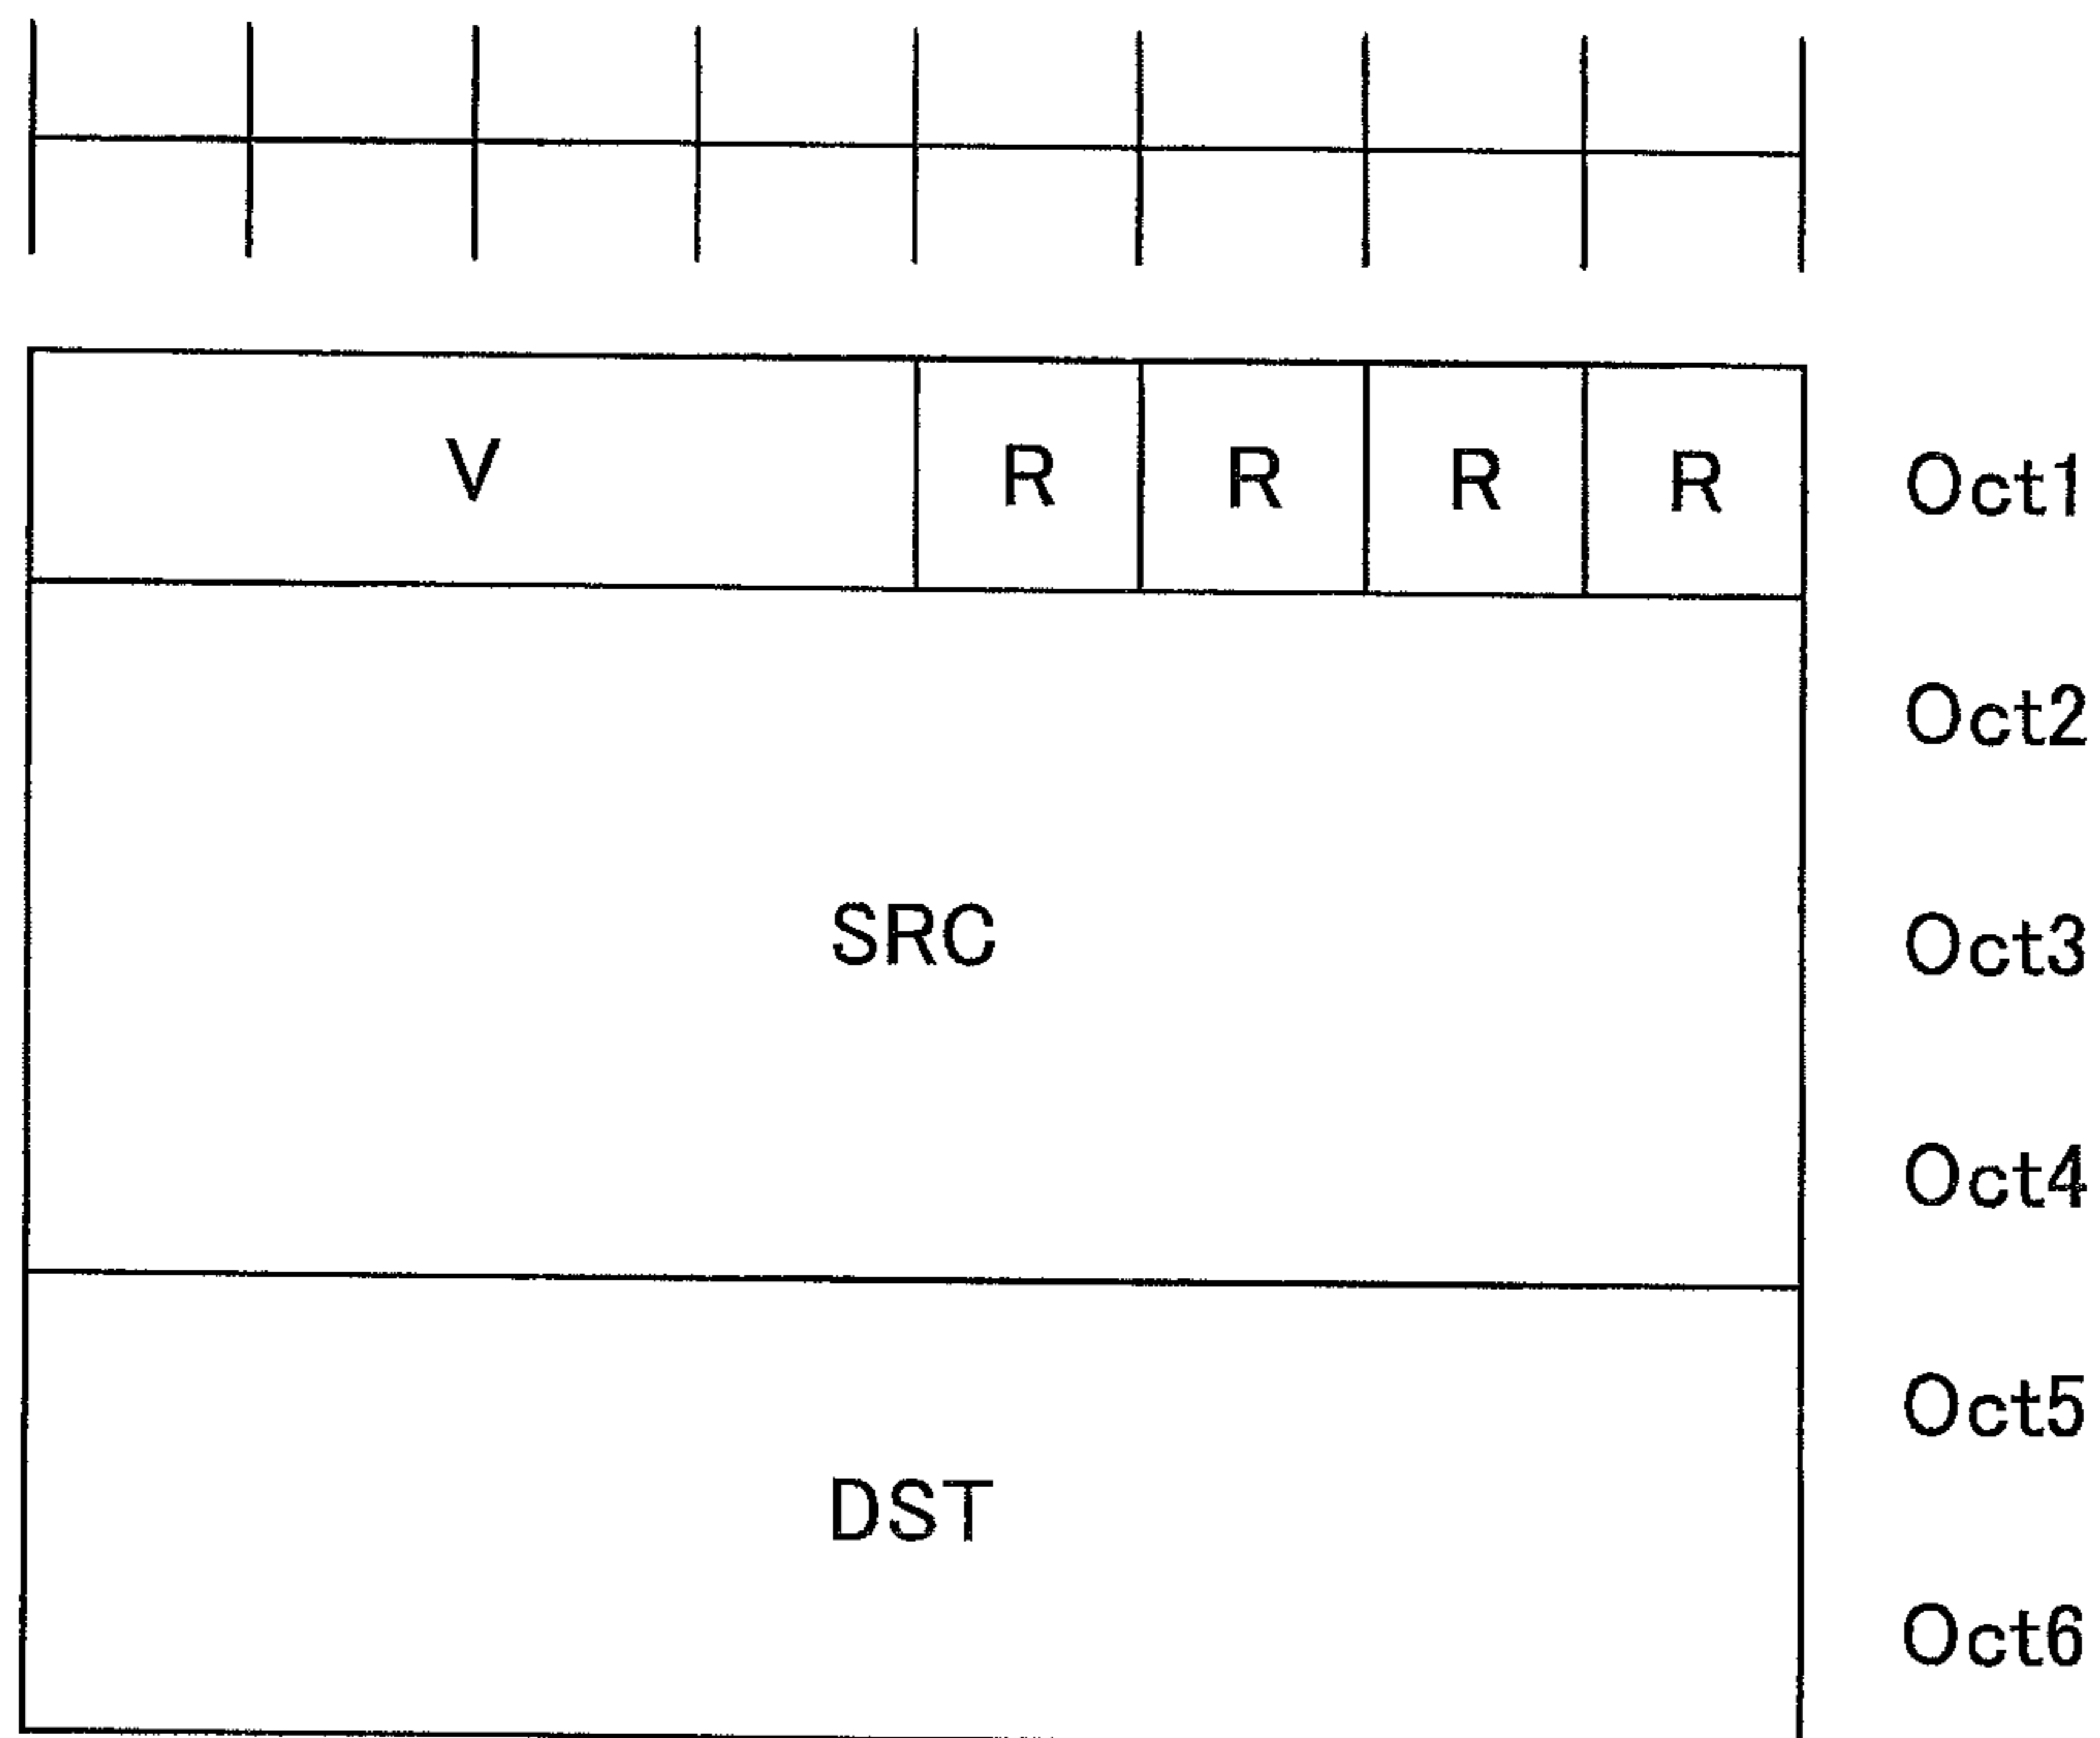 V R R R R Oct1
Oct2
SRC Oct3
Oct4
Oct5
DST
Oct6